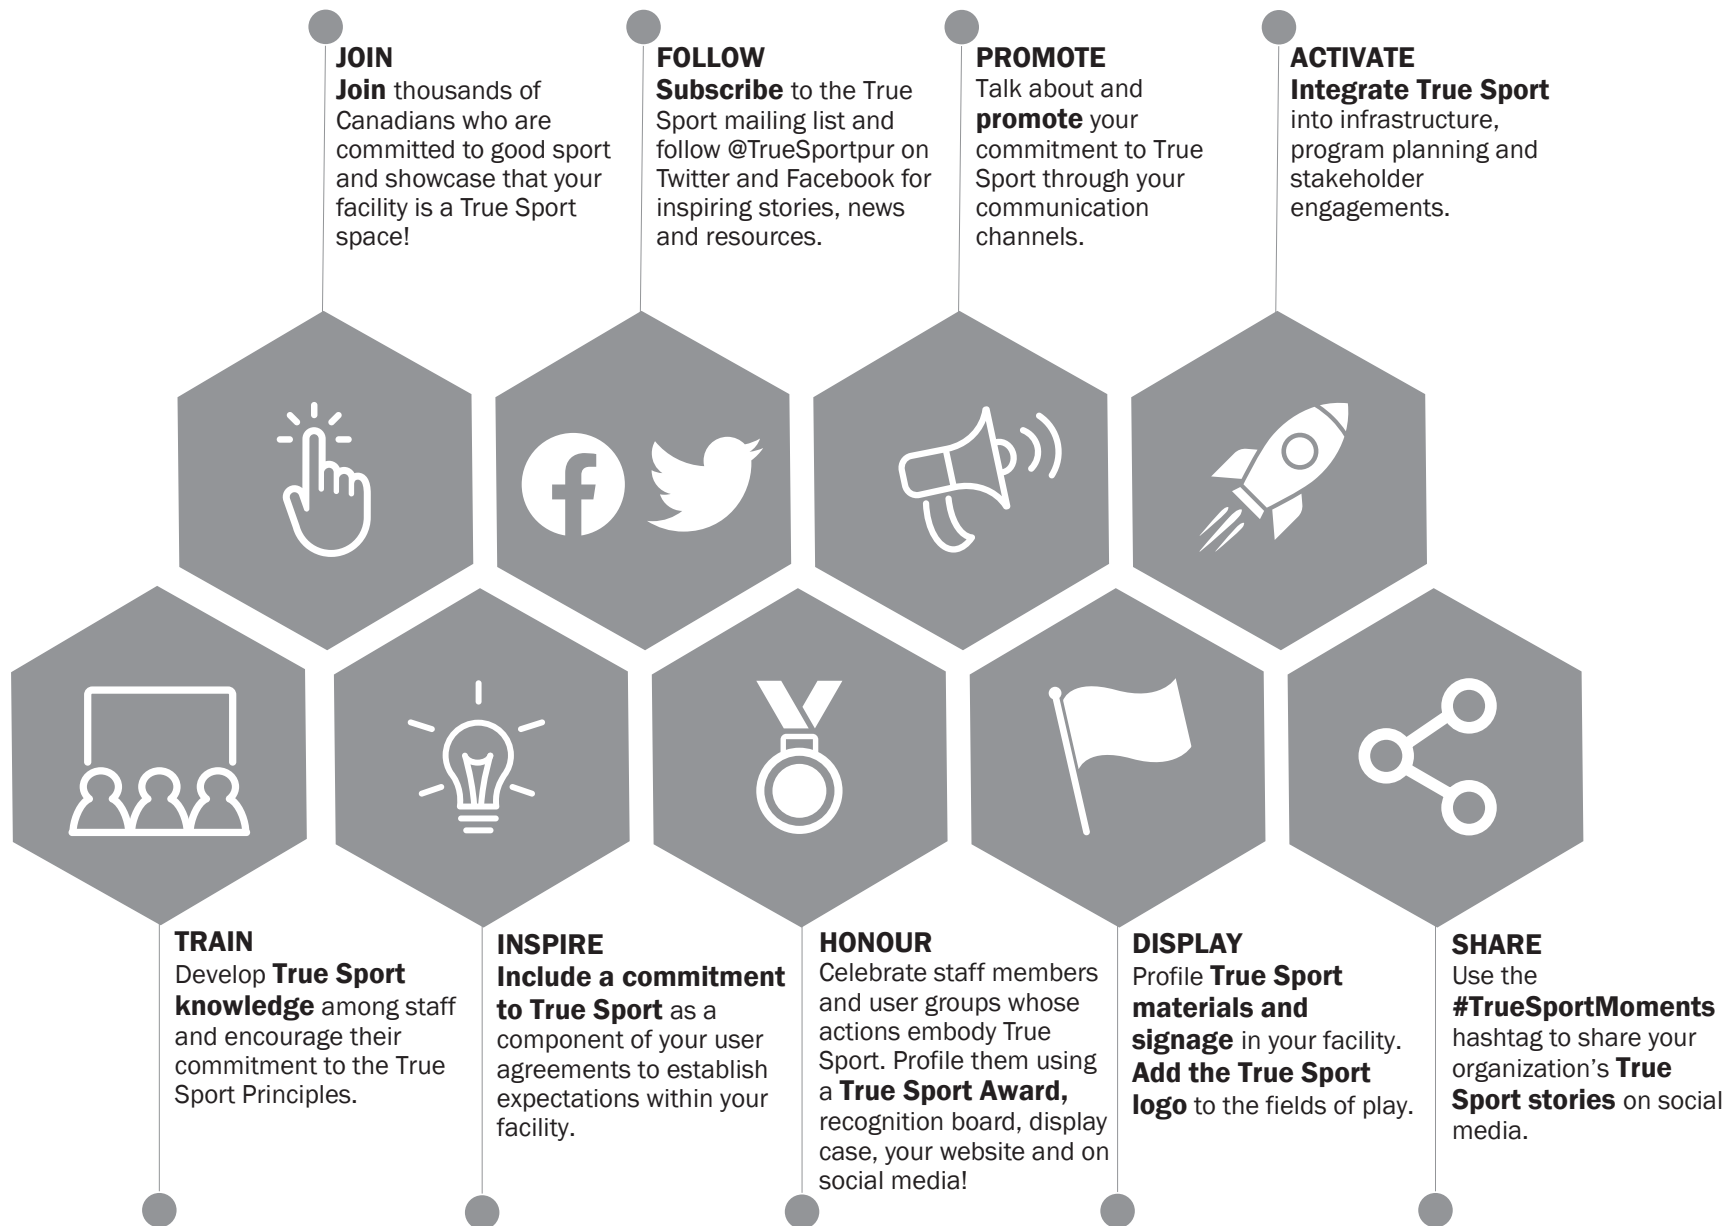 JOIN
Join thousands of
Canadians who are
committed to good sport
and showcase that your
facility is a True Sport
space!
FOLLOW
Subscribe to the True
Sport mailing list and
follow @TrueSportpur on
Twitter and Facebook for
inspiring stories, news
and resources.
PROMOTE
Talk about and
promote your
commitment to True
Sport through your
communication
channels.
ACTIVATE
Integrate True Sport
into infrastructure,
program planning and
stakeholder
engagements.
TRAIN
Develop True Sport
knowledge among staff
and encourage their
commitment to the True
Sport Principles.
INSPIRE
Include a commitment
to True Sport as a
component of your user
agreements to establish
expectations within your
facility.
HONOUR
Celebrate staff members
and user groups whose
actions embody True
Sport. Profile them using
a True Sport Award,
recognition board, display
case, your website and on
social media!
DISPLAY
Profile True Sport
materials and
signage in your facility.
Add the True Sport
logo to the fields of play.
SHARE
Use the
#TrueSportMoments
hashtag to share your
organization’s True
Sport stories on social
media.